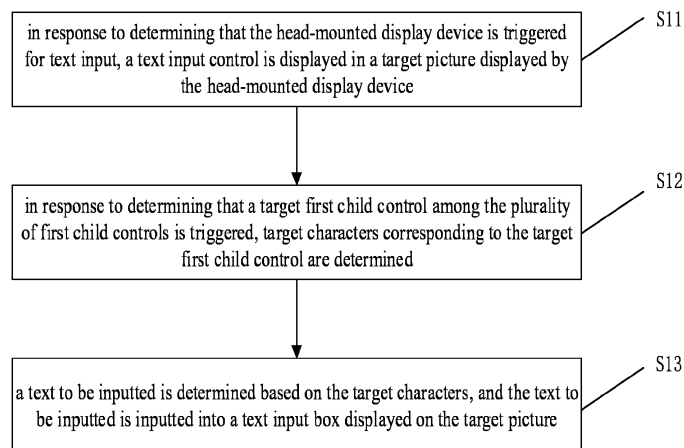 in response to determining that the head-mounted display device is triggered
for text input, a text input control is displayed in a target picture displayed by
the head-mounted display device
S11
in response to determining that a target first child control among the plurality
of first child controls is triggered, target characters corresponding to the target
first child control are determined
S12
a text to be inputted is determined based on the target characters, and the text to
be inputted is inputted into a text input box displayed on the target picture
S13